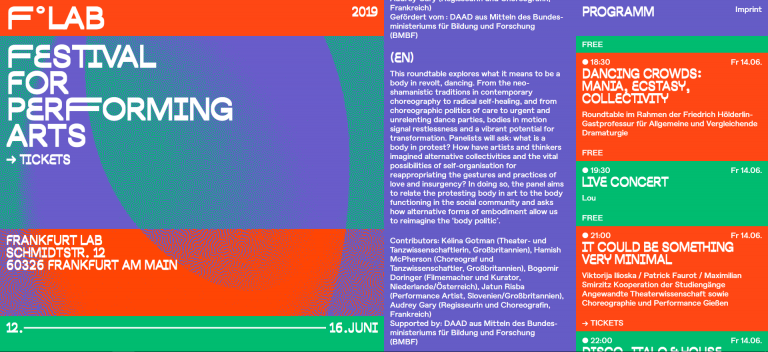 F°LAB
2019
FESTIVAL
FOR
PERFORMING
ARTS
→ TICKETS
FRANKFURT LAB
SCHMIDTSTR. 12
60326 FRANKFURT AM MAIN
12.
16.JUNI
Audrey Gary (Regisseurin und Choreografin,
Frankreich)
Gefördert vom : DAAD aus Mitteln des Bundes-
ministeriums für Bildung und Forschung
(BMBF)
(EN)
This roundtable explores what it means to be a
body in revolt, dancing. From the neo-
shamanistic traditions in contemporary
choreography to radical self-healing, and from
choreographic politics of care to urgent and
unrelenting dance parties, bodies in motion
signal restlessness and a vibrant potential for
transformation. Panelists will ask: what is a
body in protest? How have artists and thinkers
imagined alternative collectivities and the vital
possibilities of self-organisation for
reappropriating the gestures and practices of
love and insurgency? In doing so, the panel aims
to relate the protesting body in art to the body
functioning in the social community and asks
how alternative forms of embodiment allow us
to reimagine the 'body politic'.
Contributors: Kélina Gotman (Theater- und
Tanzwissenschaftlerin, Großbritannien), Hamish
McPherson (Choreograf und
Tanzwissenschaftler, Großbritannien), Bogomir
Doringer (Filmemacher und Kurator,
Niederlande/Österreich), Jatun Risba
(Performance Artist, Slovenien/Großbritannien),
Audrey Gary (Regisseurin und Choreografin,
Frankreich)
Supported by: DAAD aus Mitteln des Bundes-
ministeriums für Bildung und Forschung
(BMBF)
PROGRAMM
Imprint
FREE
18:30
Fr 14.06.
DANCING CROWDS:
MANIA, ECSTASY,
COLLECTIVITY
Roundtable im Rahmen der Friedrich Hölderlin-
Gastprofessur für Allgemeine und Vergleichende
Dramaturgie
FREE
19:30
Fr 14.06.
LIVE CONCERT
Lou
FREE
21:00
Fr 14.06.
IT COULD BE SOMETHING
VERY MINIMAL
Viktorija Ilioska / Patrick Faurot / Maximilian
Smirzitz Kooperation der Studiengänge
Angewandte Theaterwissenschaft sowie
Choreographie und Performance Gießen
→ TICKETS
22:00
Fr 14.06.
DISCO, ITALO & HOUSE